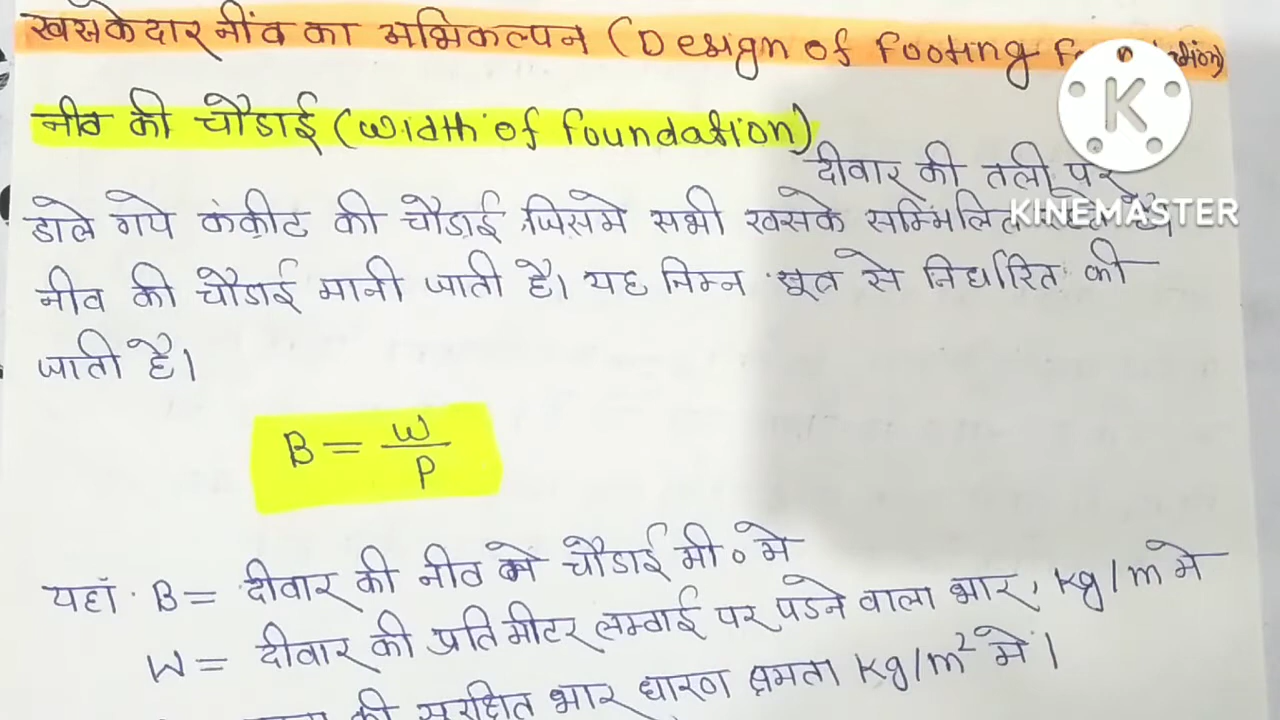 खसकेदार नींव का अभिकल्पन (Design of footing
नीव की चौडाई (width of foundation)
दीवार की तली पर
डाले गये कंकीट की चौड़ाई जिसमे सभी खसके सम्मिलित
नीव की चौडाई मानी जाती है। यह निम्न सूत्र से निर्धारित की
जाती है।
B = w/p
यहाँ B = दीवार की नीव की चौडाई मी० मे
W = दीवार की प्रति मीटर लम्बाई पर पडने वाला भार, kg/m मे
की सुरक्षित भार धारण क्षमता kg/m² में।
K
KINEMASTER